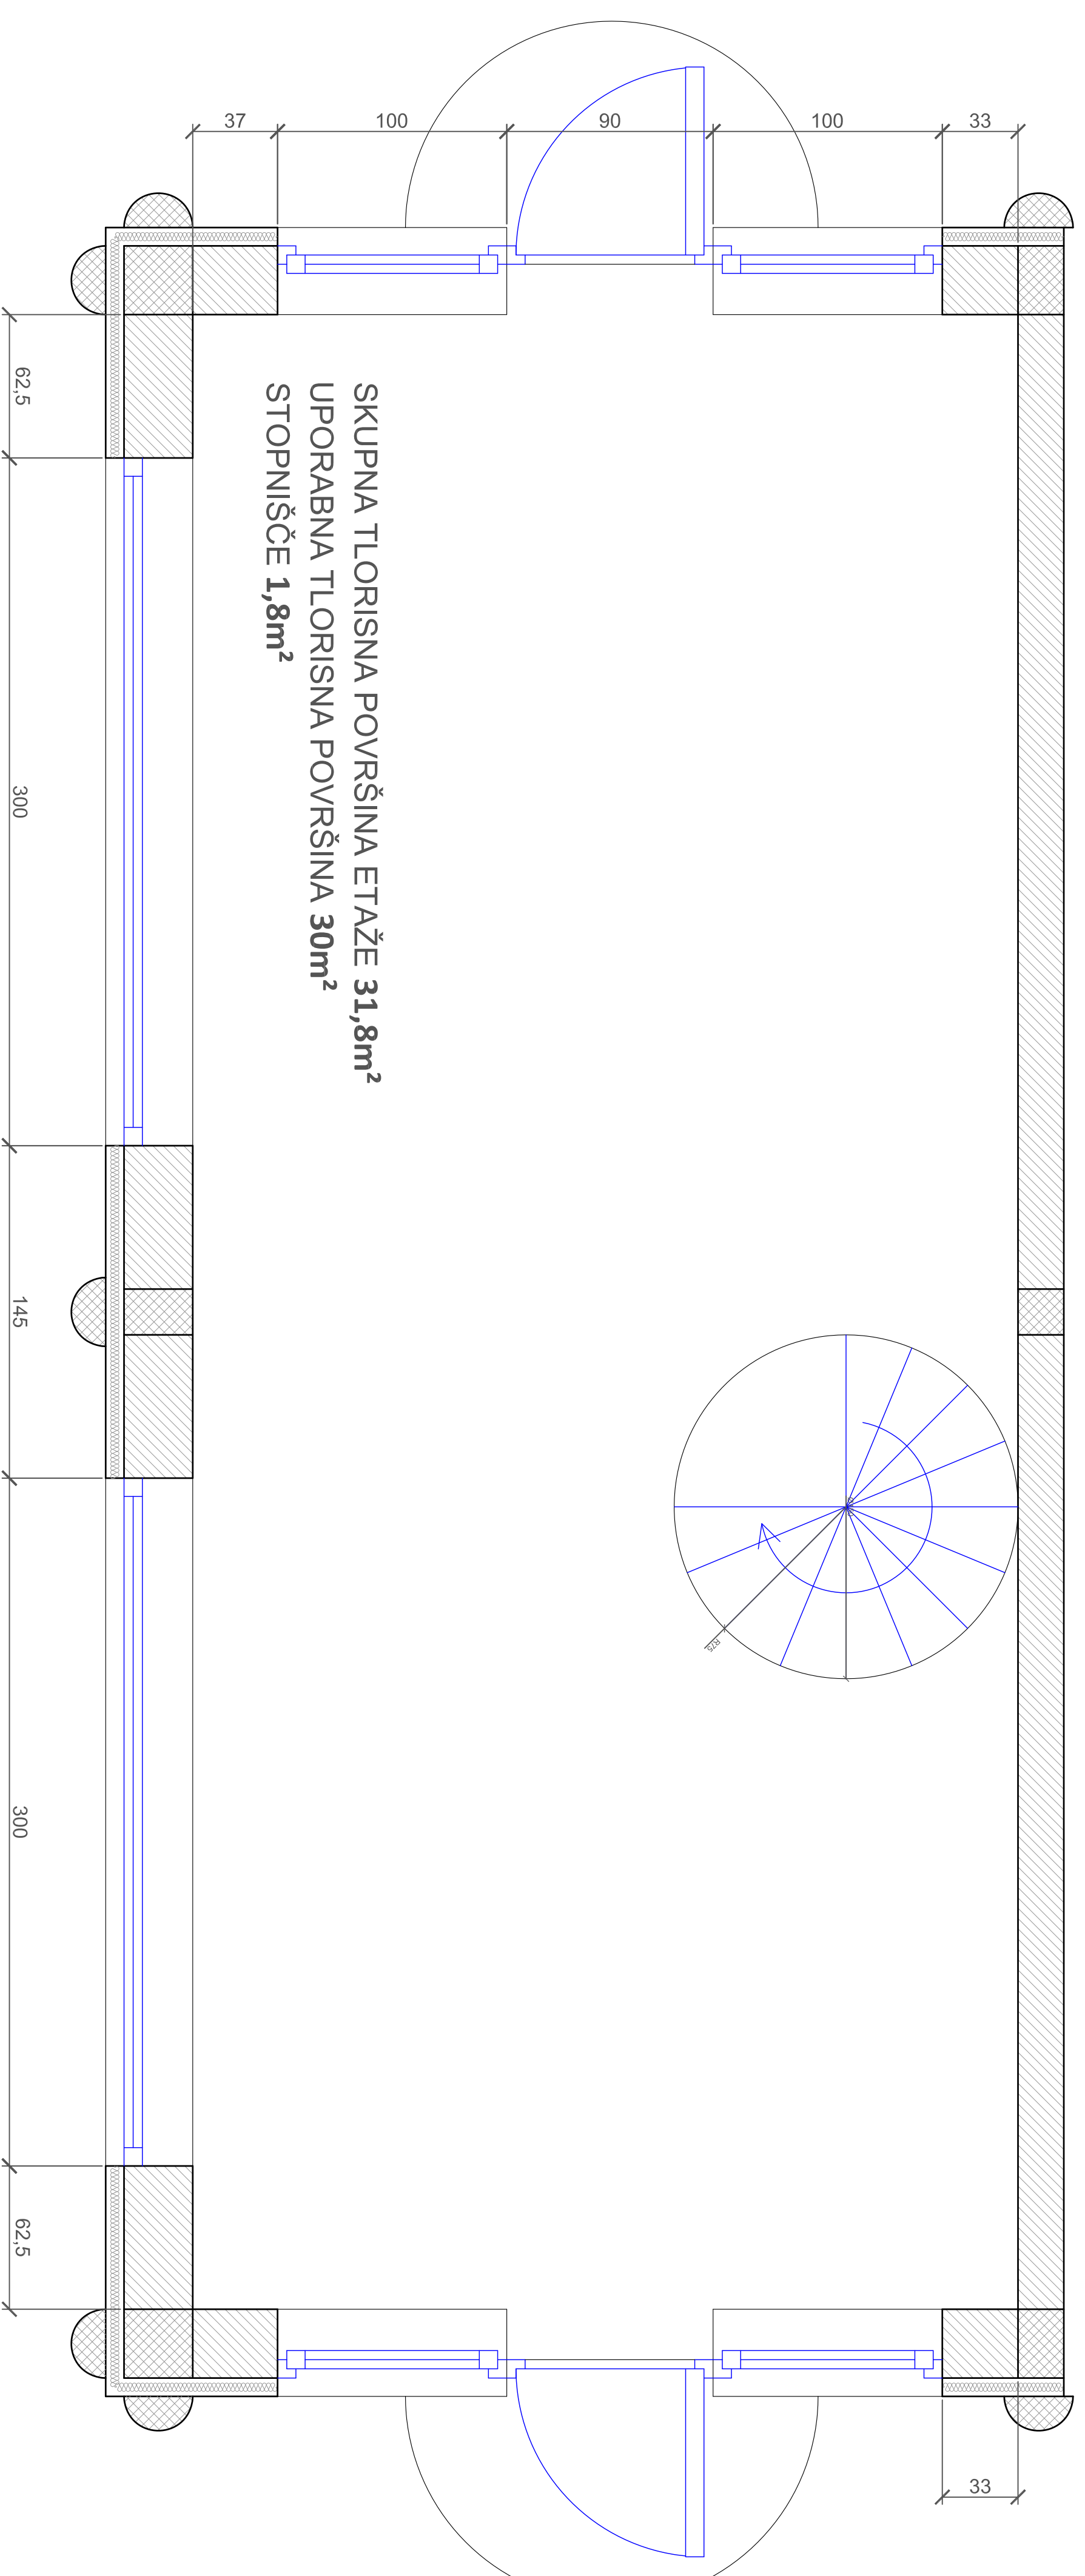 37
100
90
100
33
SKUPNA TLORISNA POVRŠINA ETAŽE 31,8m²
UPORABNA TLORISNA POVRŠINA 30m²
STOPNIŠČE 1,8m²
62,5
300
145
300
62,5
R75
33